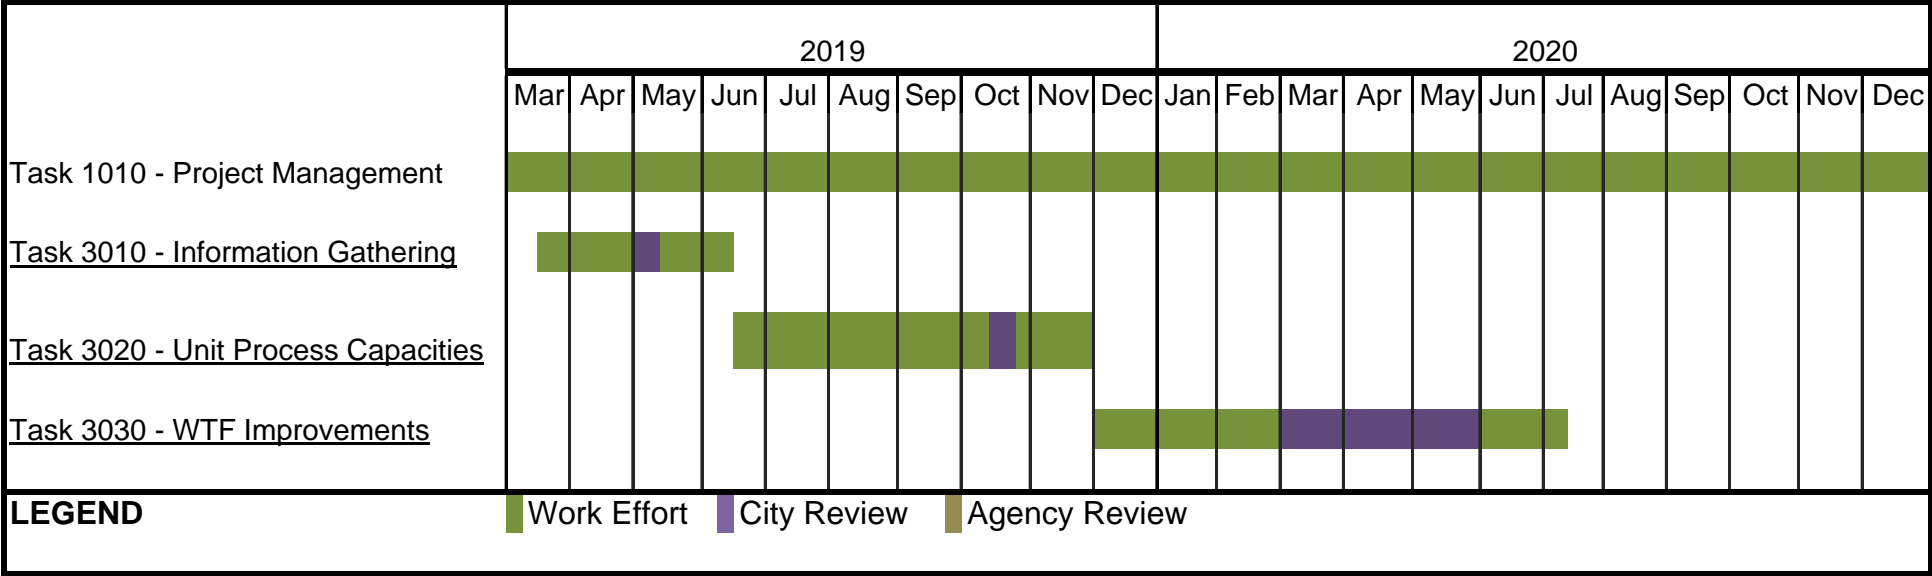 2019 2020
Mar Apr May Jun Jul Aug Sep Oct Nov Dec Jan Feb Mar Apr May Jun Jul Aug Sep Oct Nov Dec
Task 1010 - Project Management
Task 3010 - Information Gathering
Task 3020 - Unit Process Capacities
Task 3030 - WTF Improvements
LEGEND Work Effort City Review Agency Review